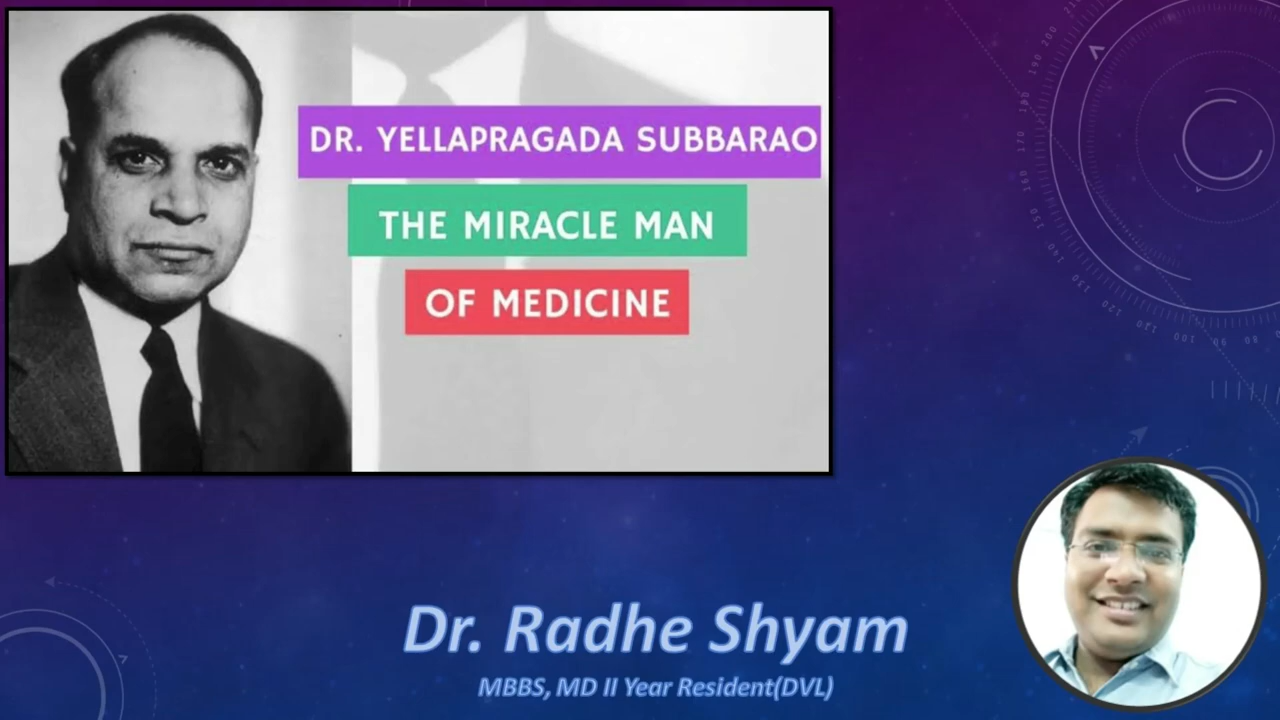 DR. YELLAPRAGADA SUBBARAO
THE MIRACLE MAN
OF MEDICINE
Dr. Radhe Shyam
MBBS, MD II Year Resident(DVL)